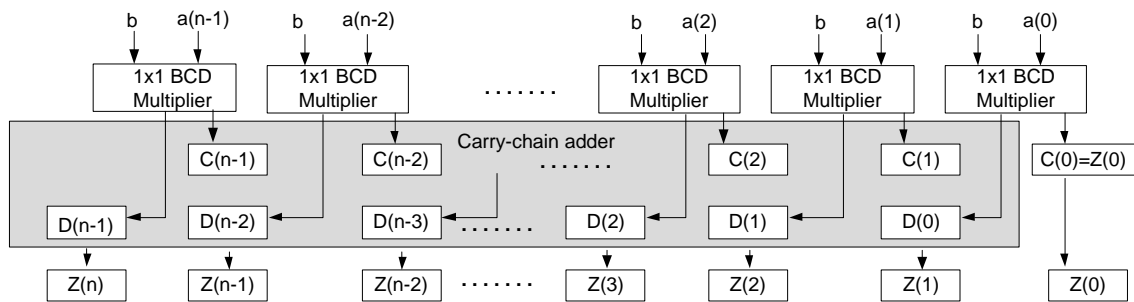 b a(n-1) b a(n-2) b a(2) b a(1) b a(0)
1x1 BCD Multiplier
1x1 BCD Multiplier
. . . . . . .
1x1 BCD Multiplier
1x1 BCD Multiplier
1x1 BCD Multiplier
Carry-chain adder
C(n-1) C(n-2) . . . . . . . C(2) C(1) C(0)=Z(0)
D(n-1) D(n-2) D(n-3) . . . . . . . D(2) D(1) D(0)
Z(n) Z(n-1) Z(n-2) . . . . . . . Z(3) Z(2) Z(1) Z(0)